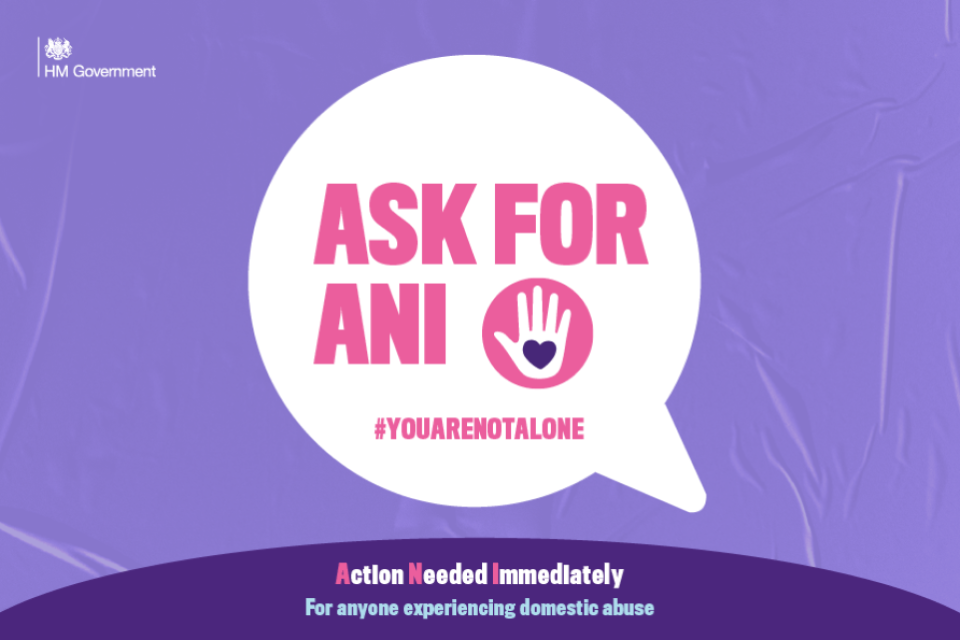 HM Government
ASK FOR
ANI
#YOUARENOTALONE
Action Needed Immediately
For anyone experiencing domestic abuse